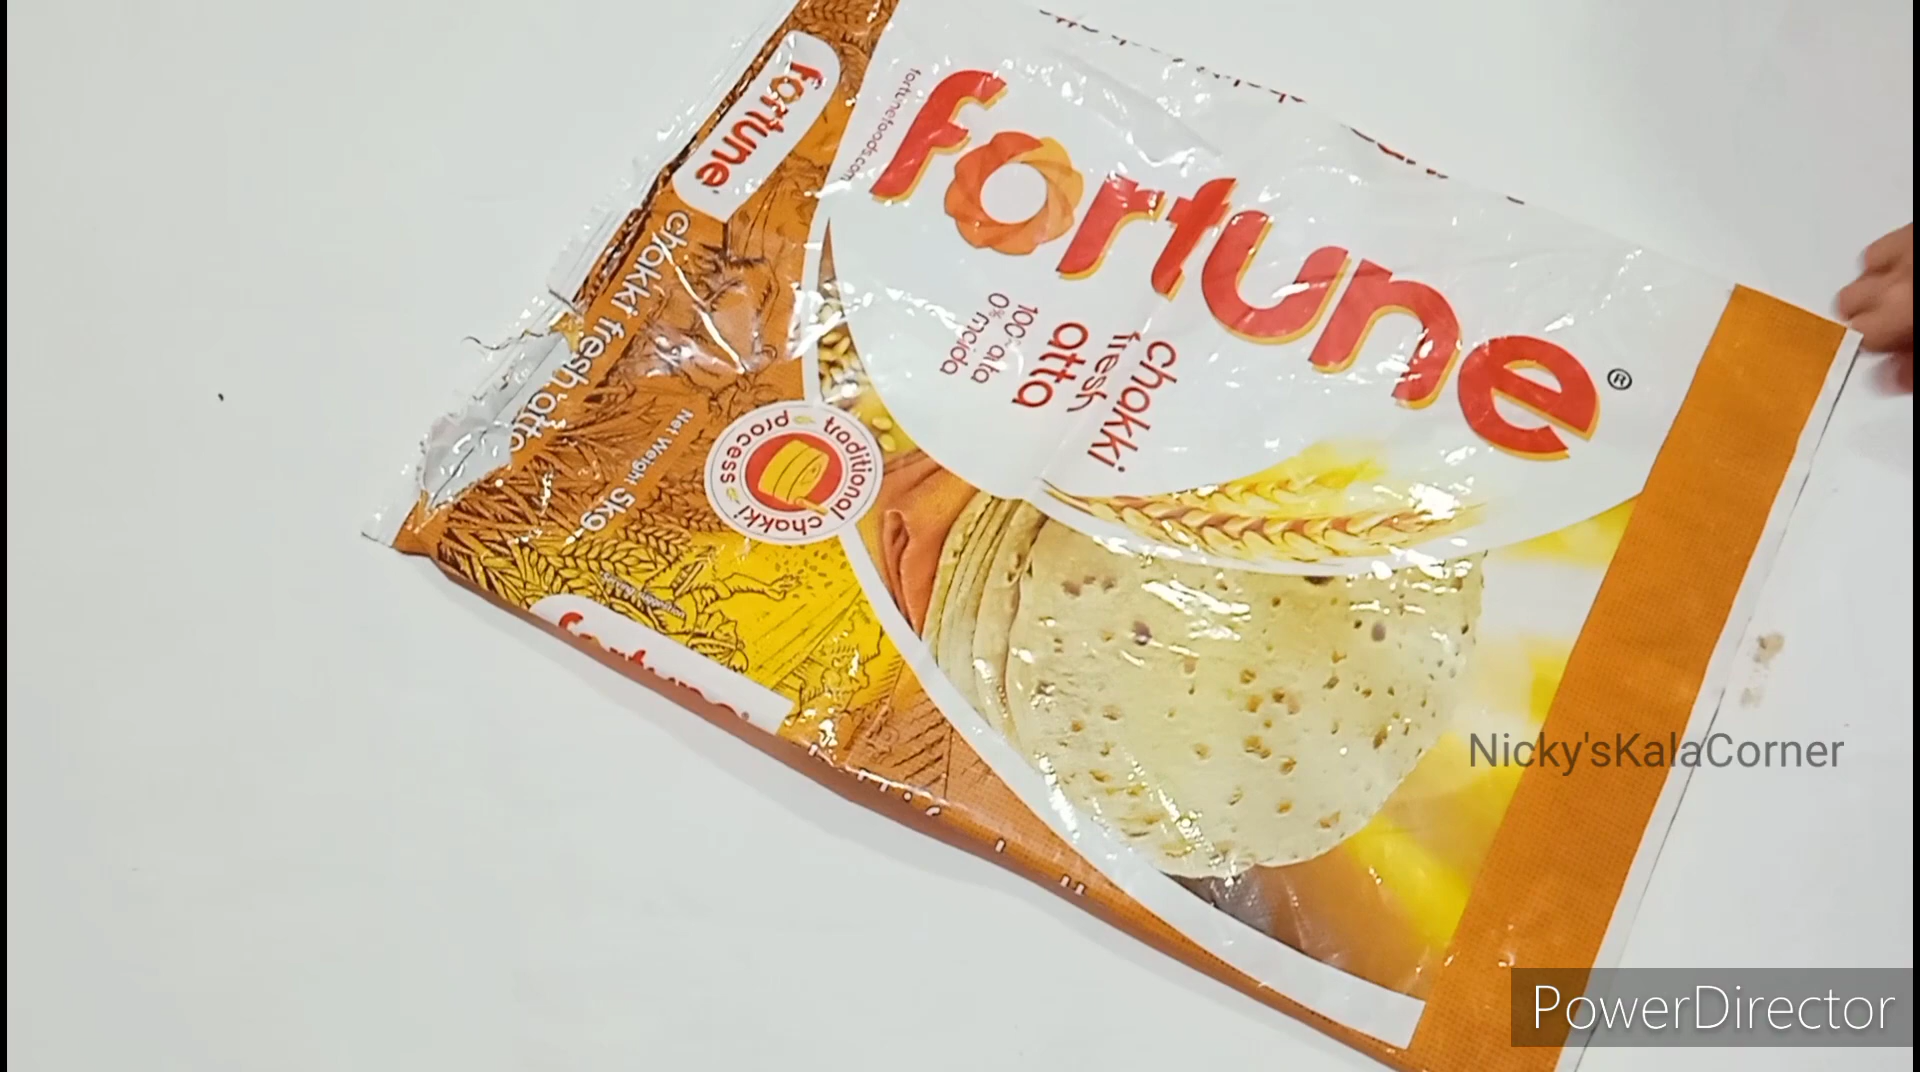 fortune®
fortunefoods.com
chakki
fresh
atta
100% atta
0% maida
fortune
chakki fresh atta
Net Weight 5kg
traditional chakki process
fortune
Nicky'sKalaCorner
PowerDirector